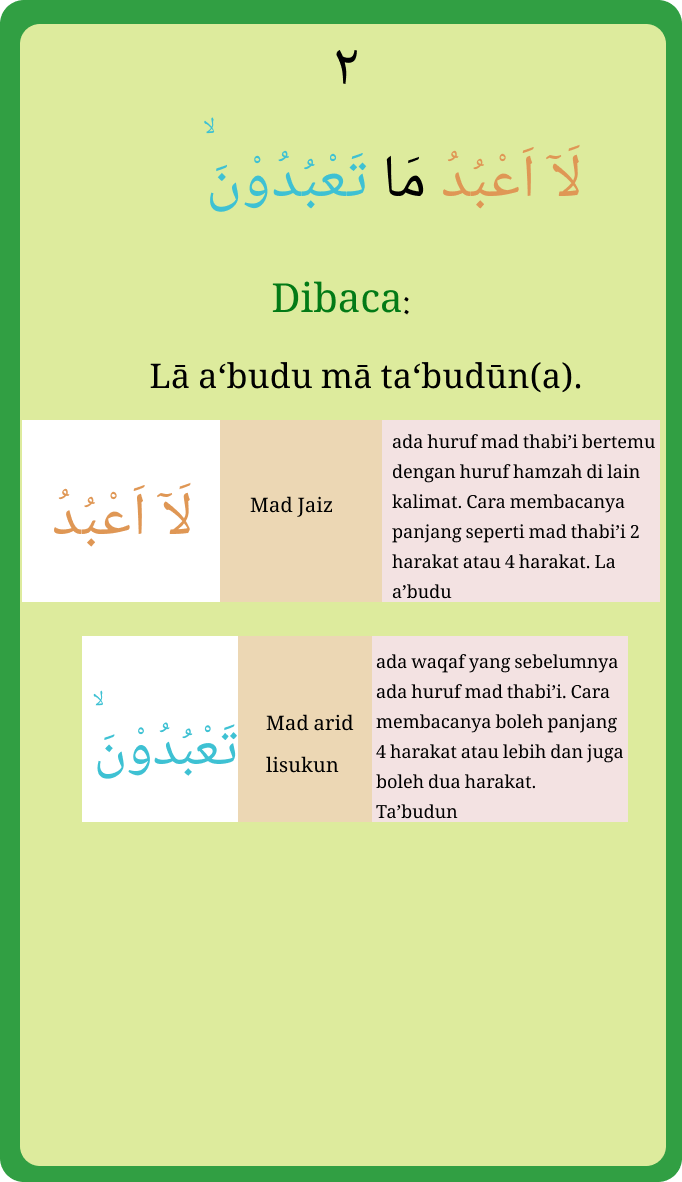 ٢
لَآ اَعْبُدُ مَا تَعْبُدُوْنَۙ
Dibaca:
Lā a‘budu mā ta‘budūn(a).
لَآ اَعْبُدُ
Mad Jaiz
ada huruf mad thabi’i bertemu
dengan huruf hamzah di lain
kalimat. Cara membacanya
panjang seperti mad thabi’i 2
harakat atau 4 harakat. La
a’budu
تَعْبُدُوْنَۙ
Mad arid
lisukun
ada waqaf yang sebelumnya
ada huruf mad thabi’i. Cara
membacanya boleh panjang
4 harakat atau lebih dan juga
boleh dua harakat.
Ta’budun